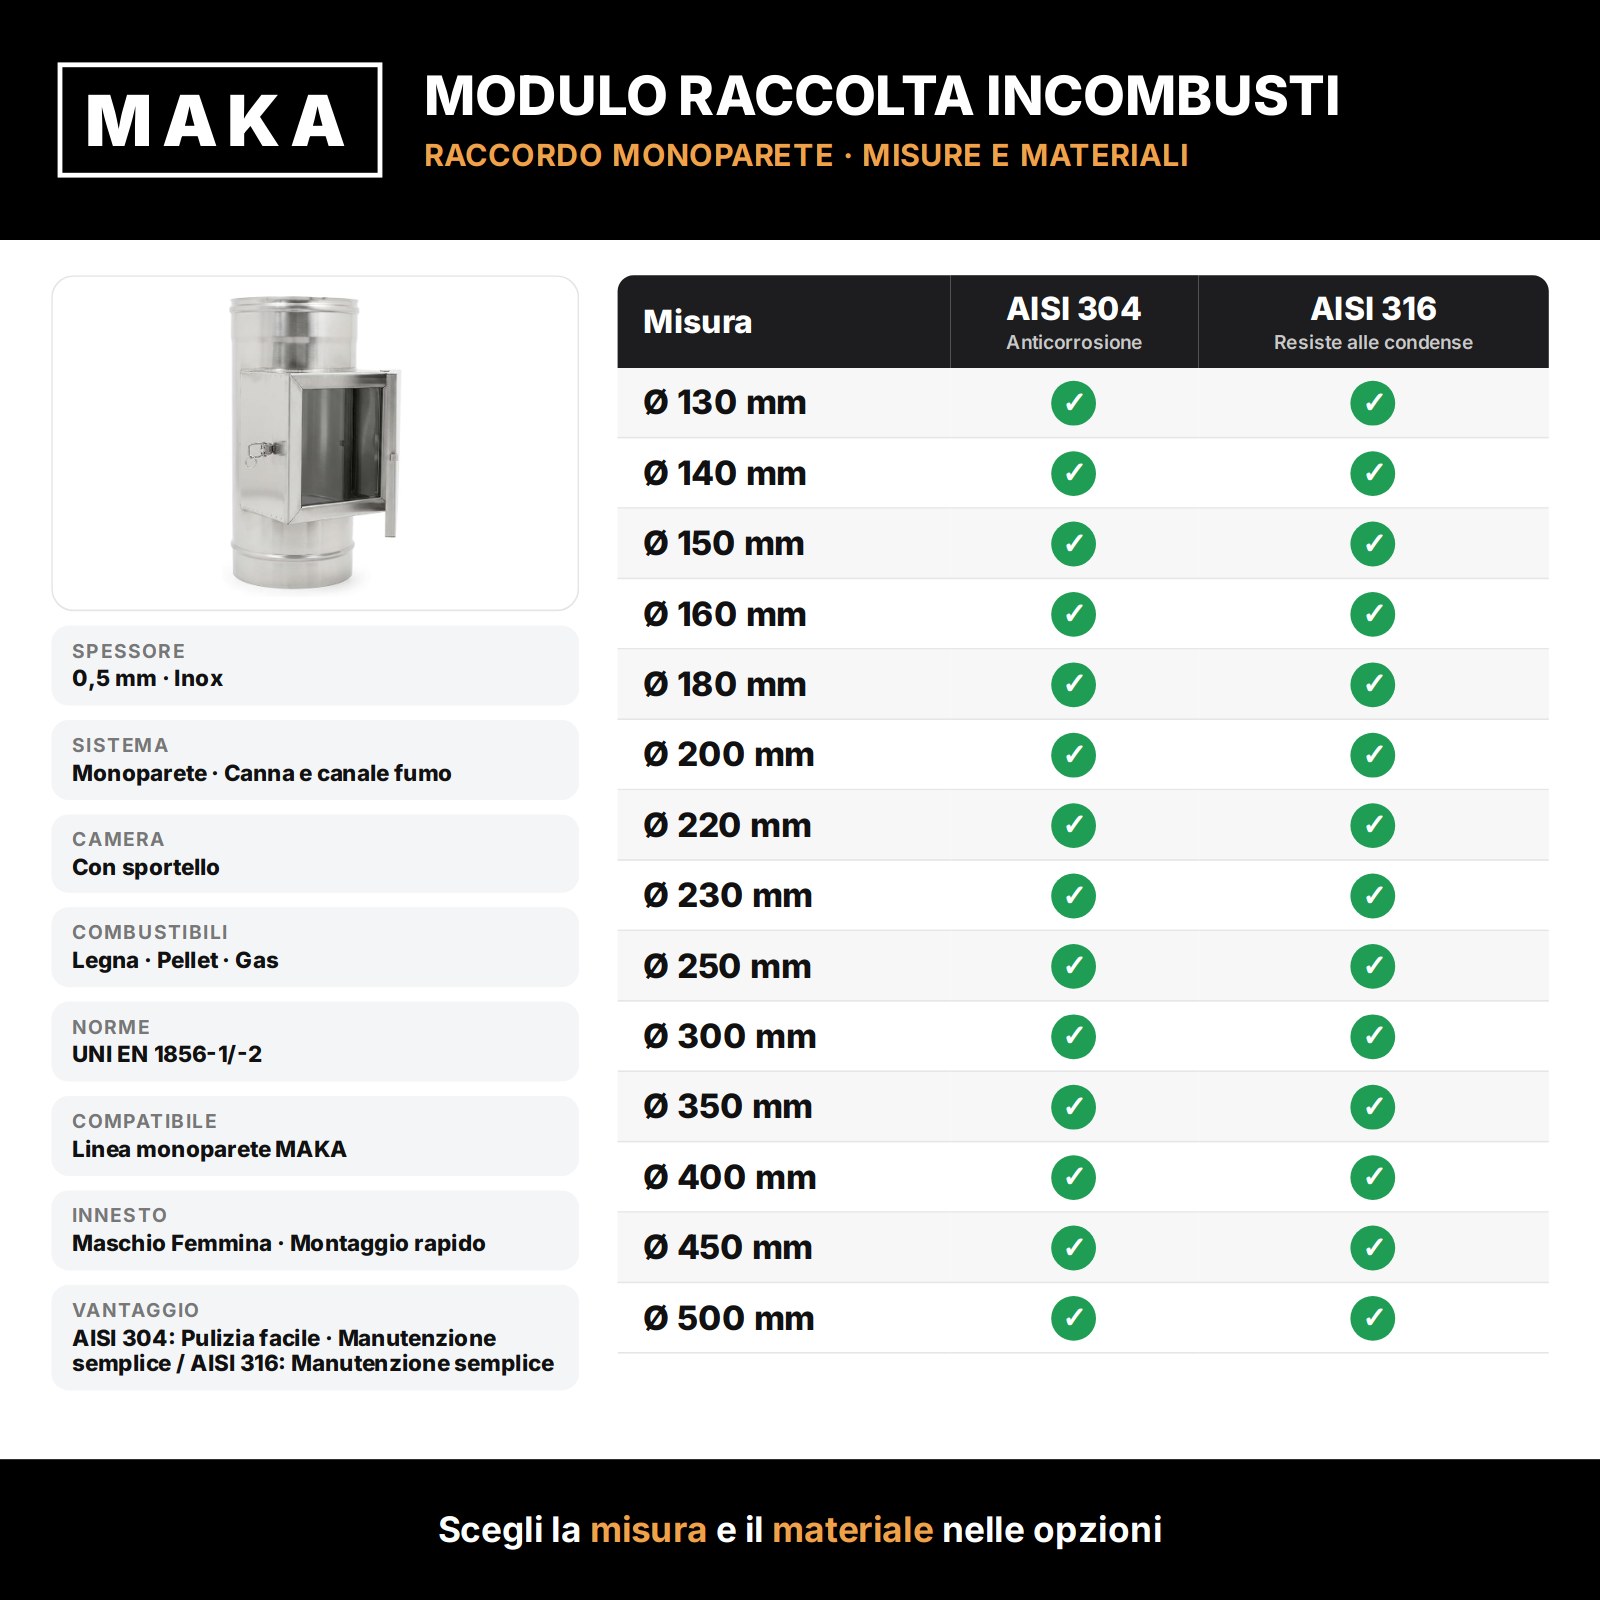 MAKA
MODULO RACCOLTA INCOMBUSTI
RACCORDO MONOPARETE · MISURE E MATERIALI
SPESSORE
0,5 mm · Inox
SISTEMA
Monoparete · Canna e canale fumo
CAMERA
Con sportello
COMBUSTIBILI
Legna · Pellet · Gas
NORME
UNI EN 1856-1/-2
COMPATIBILE
Linea monoparete MAKA
INNESTO
Maschio Femmina · Montaggio rapido
VANTAGGIO
AISI 304: Pulizia facile · Manutenzione
semplice / AISI 316: Manutenzione semplice
Misura AISI 304 AISI 316
Anticorrosione Resiste alle condense
Ø 130 mm ✓ ✓
Ø 140 mm ✓ ✓
Ø 150 mm ✓ ✓
Ø 160 mm ✓ ✓
Ø 180 mm ✓ ✓
Ø 200 mm ✓ ✓
Ø 220 mm ✓ ✓
Ø 230 mm ✓ ✓
Ø 250 mm ✓ ✓
Ø 300 mm ✓ ✓
Ø 350 mm ✓ ✓
Ø 400 mm ✓ ✓
Ø 450 mm ✓ ✓
Ø 500 mm ✓ ✓
Scegli la misura e il materiale nelle opzioni